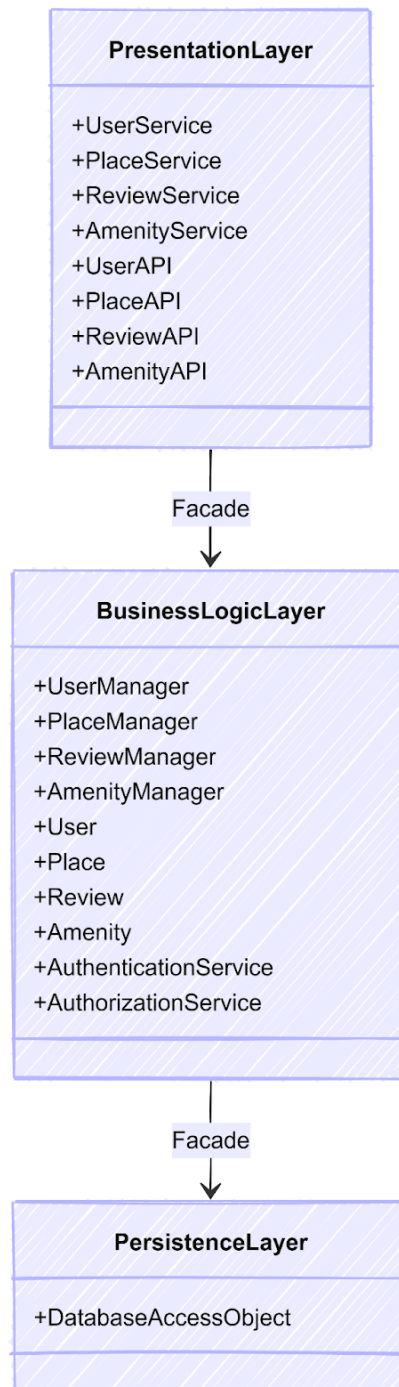 PresentationLayer
+UserService
+PlaceService
+ReviewService
+AmenityService
+UserAPI
+PlaceAPI
+ReviewAPI
+AmenityAPI
Facade
BusinessLogicLayer
+UserManager
+PlaceManager
+ReviewManager
+AmenityManager
+User
+Place
+Review
+Amenity
+AuthenticationService
+AuthorizationService
Facade
PersistenceLayer
+DatabaseAccessObject